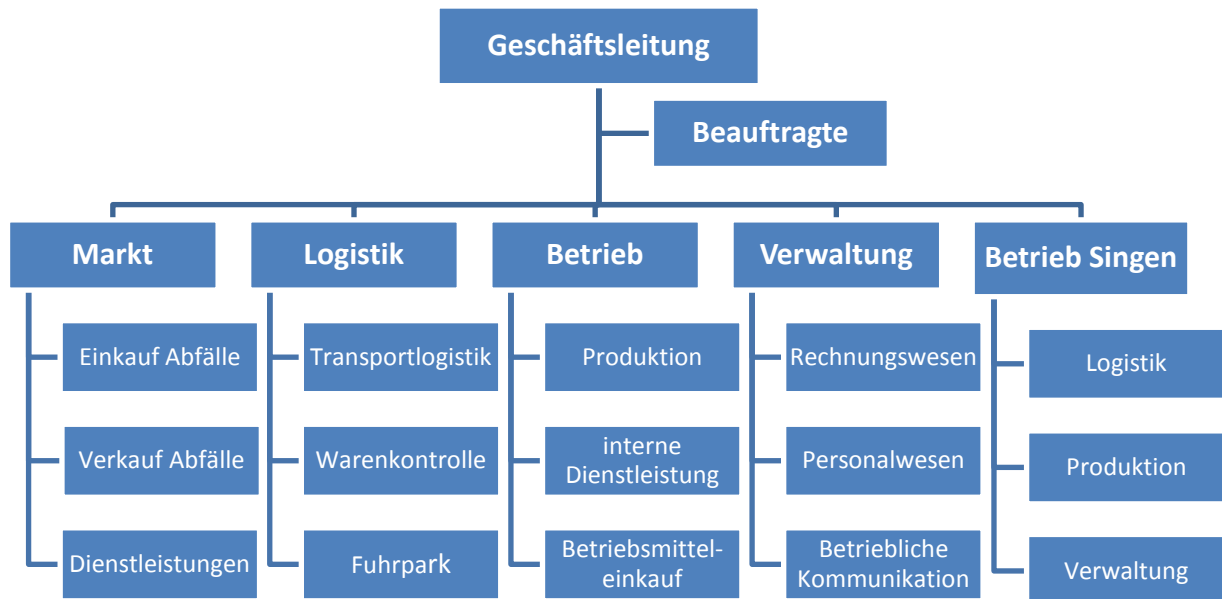 Geschäftsleitung
Beauftragte
Markt
Logistik
Betrieb
Verwaltung
Betrieb Singen
Einkauf Abfälle
Verkauf Abfälle
Dienstleistungen
Transportlogistik
Warenkontrolle
Fuhrpark
Produktion
interne
Dienstleistung
Betriebsmittel-
einkauf
Rechnungswesen
Personalwesen
Betriebliche
Kommunikation
Logistik
Produktion
Verwaltung